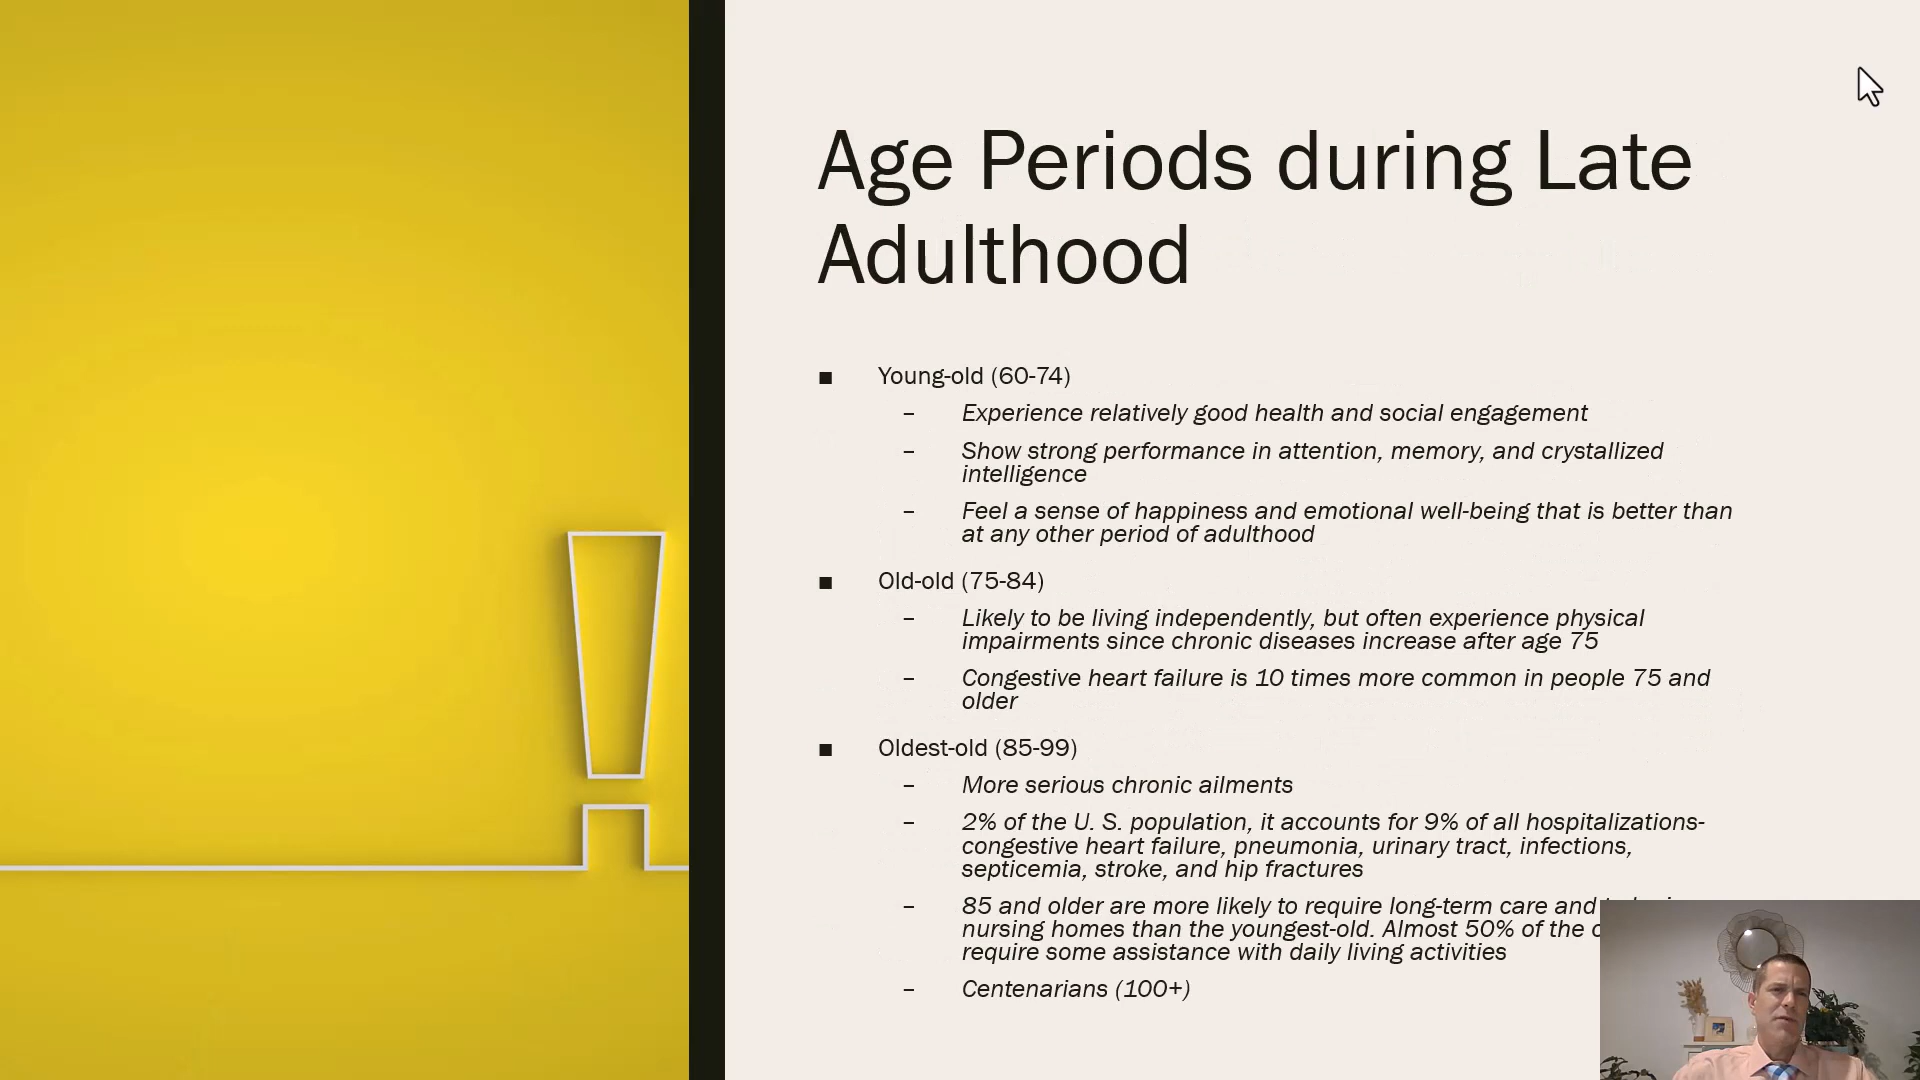 Age Periods during Late
Adulthood
■ Young-old (60-74)
– Experience relatively good health and social engagement
– Show strong performance in attention, memory, and crystallized
intelligence
– Feel a sense of happiness and emotional well-being that is better than
at any other period of adulthood
■ Old-old (75-84)
– Likely to be living independently, but often experience physical
impairments since chronic diseases increase after age 75
– Congestive heart failure is 10 times more common in people 75 and
older
■ Oldest-old (85-99)
– More serious chronic ailments
– 2% of the U. S. population, it accounts for 9% of all hospitalizations-
congestive heart failure, pneumonia, urinary tract, infections,
septicemia, stroke, and hip fractures
– 85 and older are more likely to require long-term care and
nursing homes than the youngest-old. Almost 50% of the
require some assistance with daily living activities
– Centenarians (100+)